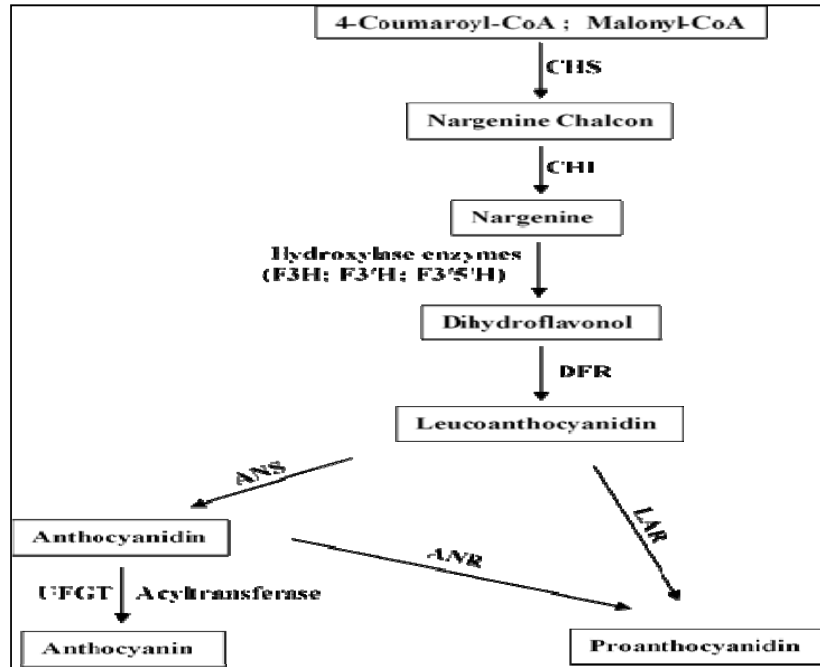 4-Coumaroyl-CoA ; Malonyl-CoA
CHS
Nargenine Chalcon
CHI
Nargenine
Hydroxylase enzymes
(F3H; F3'H; F3'5'H)
Dihydroflavonol
DFR
Leucoanthocyanidin
ANS
LAR
Anthocyanidin
ANR
UFGT Acyltransferase
Anthocyanin
Proanthocyanidin